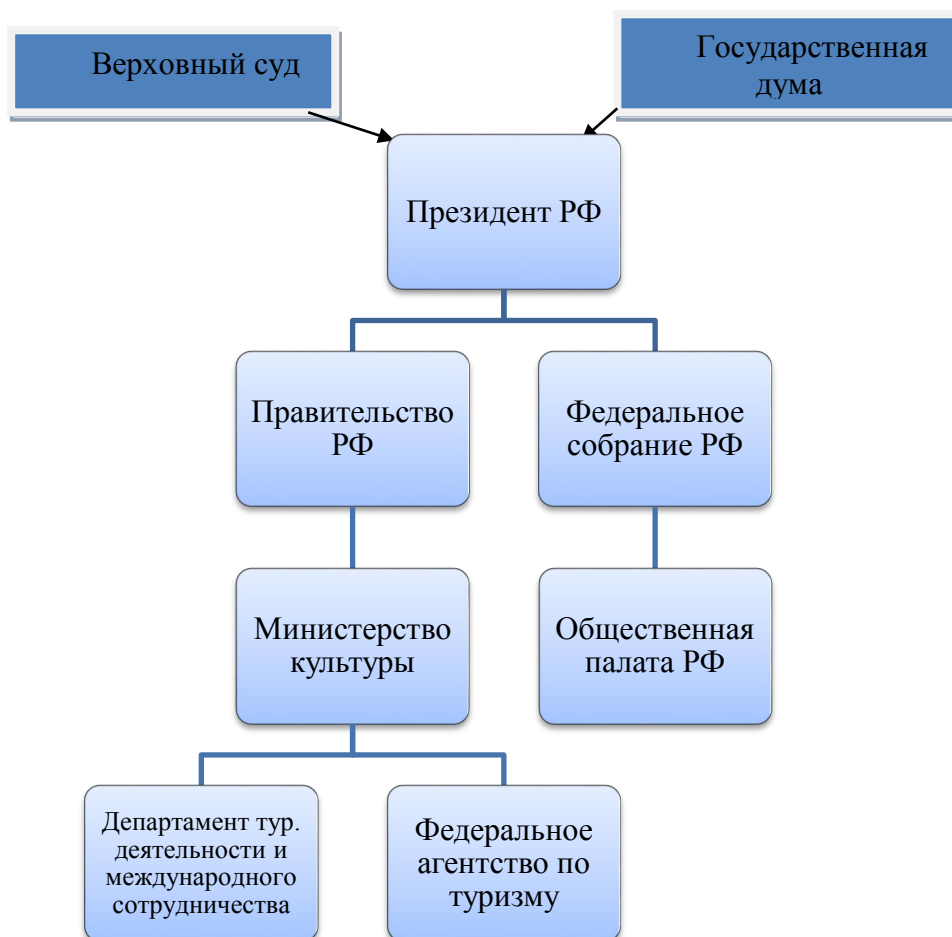 Верховный суд
Государственная
дума
Президент РФ
Правительство
РФ
Федеральное
собрание РФ
Министерство
культуры
Общественная
палата РФ
Департамент тур.
деятельности и
международного
сотрудничества
Федеральное
агентство по
туризму